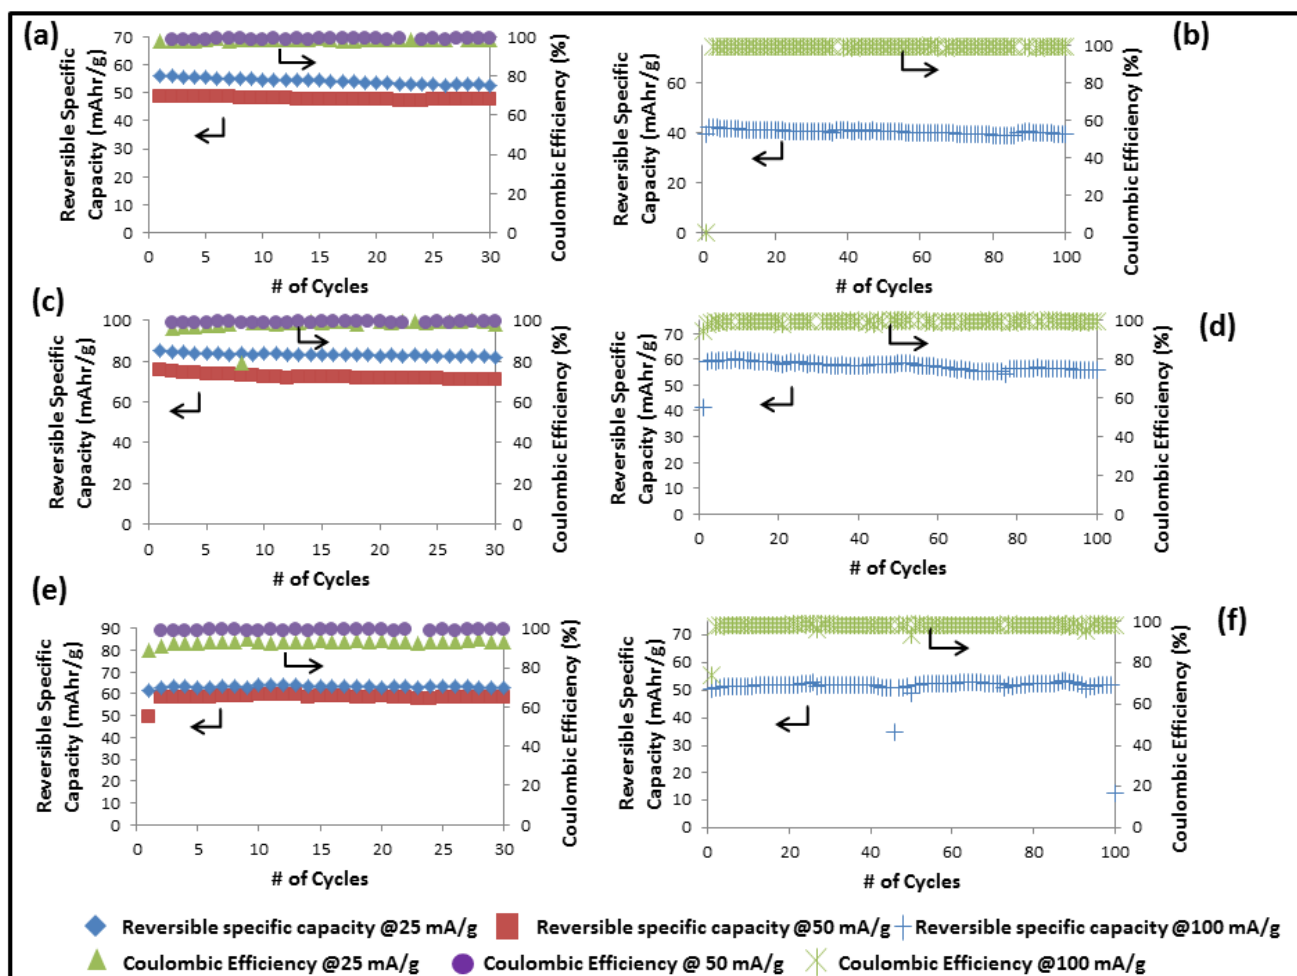 (a)
Reversible Specific
Capacity (mAhr/g)
70
60
50
40
30
20
10
0
0 5 10 15 20 25 30
# of Cycles
100
80
60
40
20
0
Coulombic Efficiency (%)
(b)
Reversible Specific
Capacity (mAhr/g)
60
40
20
0
0 20 40 60 80 100
# of Cycles
100
80
60
40
20
0
Coulombic Efficiency (%)
(c)
Reversible Specific
Capacity (mAhr/g)
100
80
60
40
20
0
0 5 10 15 20 25 30
# of Cycles
100
80
60
40
20
0
Coulombic Efficiency (%)
(d)
Reversible Specific
Capacity (mAhr/g)
70
60
50
40
30
20
10
0
0 20 40 60 80 100
# of Cycles
100
80
60
40
20
0
Coulombic Efficiency (%)
(e)
Reversible Specific
Capacity (mAhr/g)
90
80
70
60
50
40
30
20
10
0
0 5 10 15 20 25 30
# of Cycles
100
80
60
40
20
0
Coulombic Efficiency (%)
(f)
Reversible Specific
Capacity (mAhr/g)
70
60
50
40
30
20
10
0
0 20 40 60 80 100
# of Cycles
100
80
60
40
20
0
Coulombic Efficiency (%)
Reversible specific capacity @25 mA/g Reversible specific capacity @50 mA/g Reversible specific capacity @100 mA/g
Coulombic Efficiency @25 mA/g Coulombic Efficiency @ 50 mA/g Coulombic Efficiency @100 mA/g